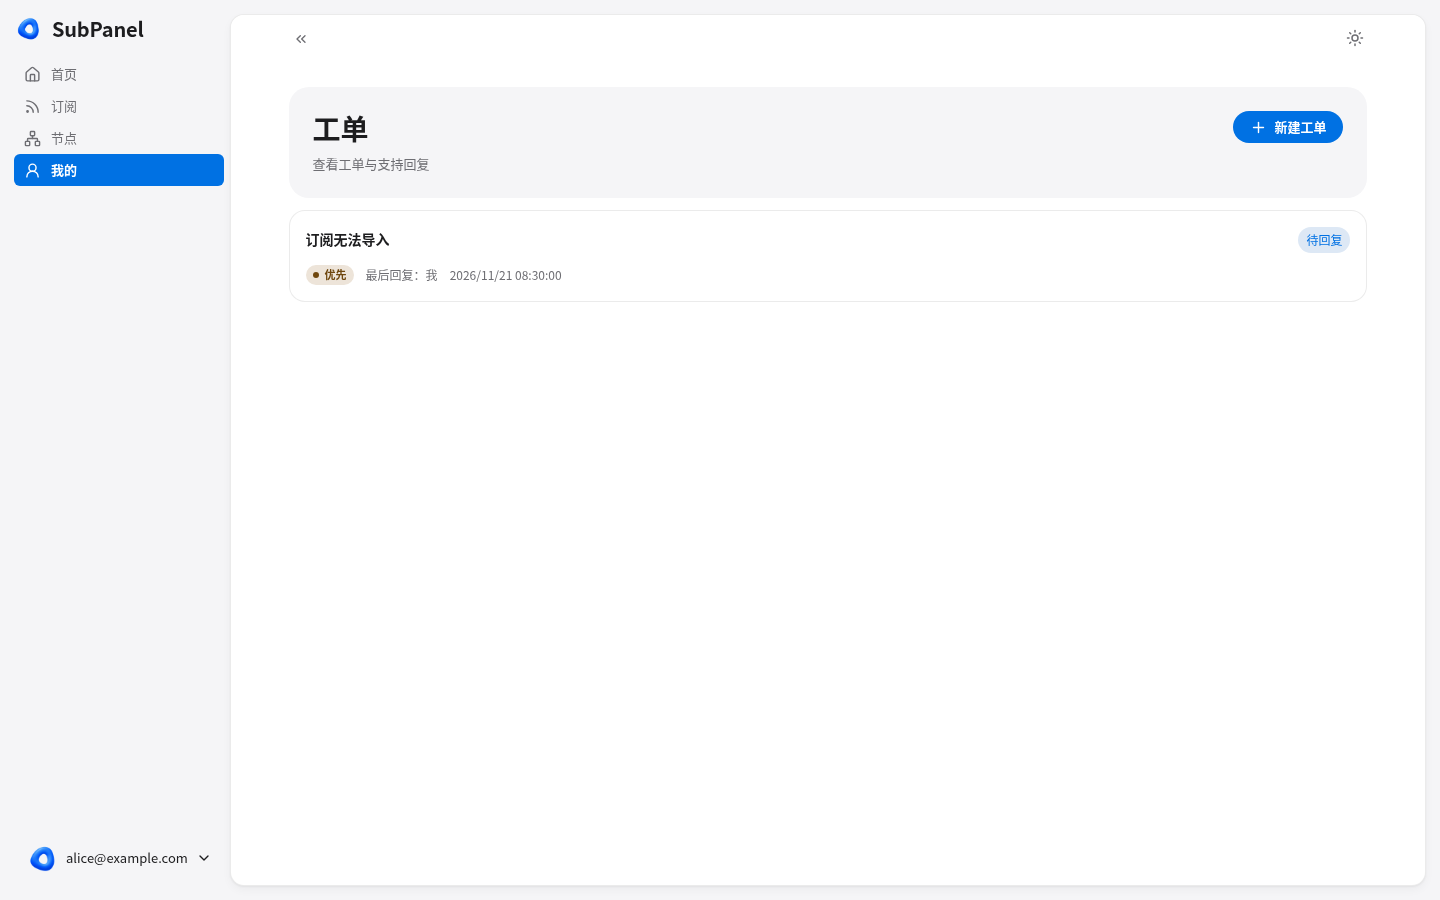 SubPanel
首页
订阅
节点
我的
工单
查看工单与支持回复
新建工单
订阅无法导入
待回复
优先 最后回复：我 2026/11/21 08:30:00
alice@example.com